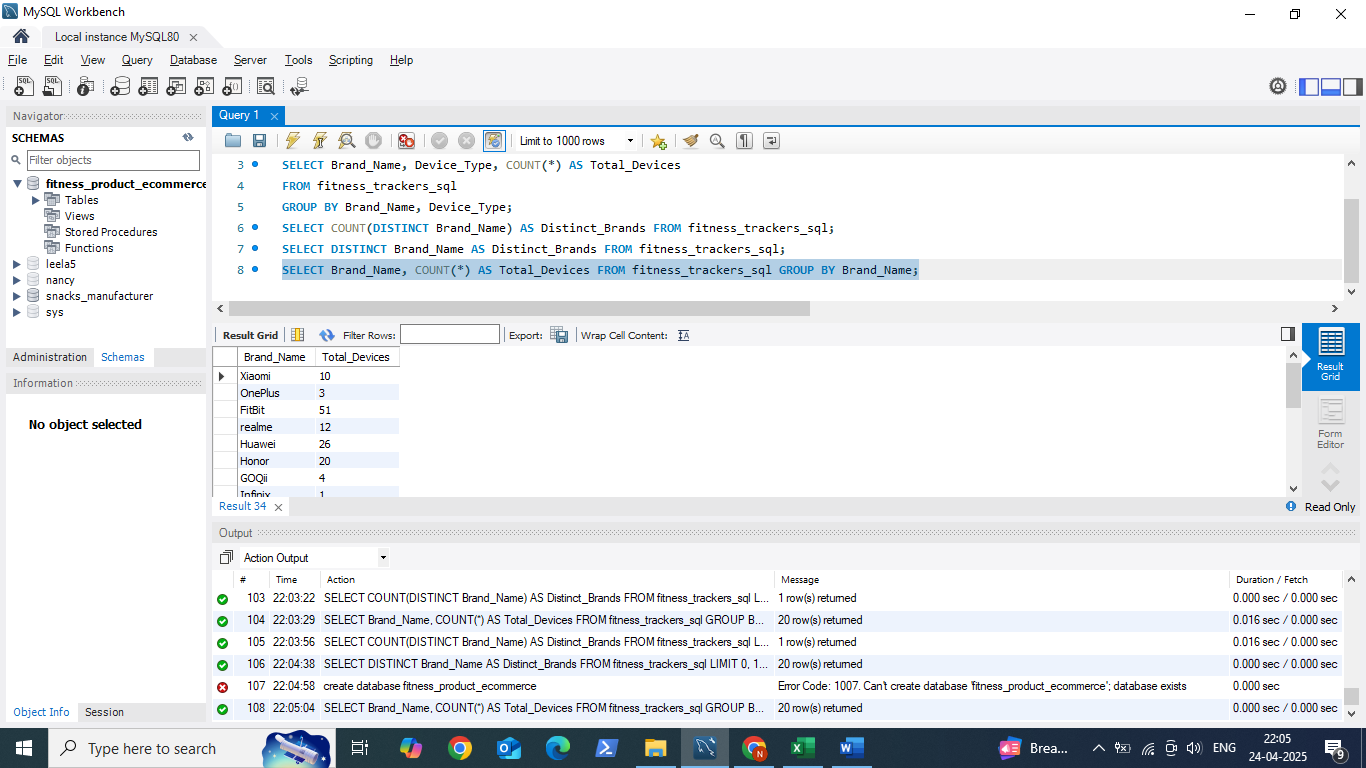 MySQL Workbench
Local instance MySQL80
File Edit View Query Database Server Tools Scripting Help
Navigator
SCHEMAS
Filter objects
fitness_product_ecommerce
Tables
Views
Stored Procedures
Functions
leela5
nancy
snacks_manufacturer
sys
Administration Schemas
Information
No object selected
Object Info Session
Query 1
Limit to 1000 rows
3 SELECT Brand_Name, Device_Type, COUNT(*) AS Total_Devices
4 FROM fitness_trackers_sql
5 GROUP BY Brand_Name, Device_Type;
6 SELECT COUNT(DISTINCT Brand_Name) AS Distinct_Brands FROM fitness_trackers_sql;
7 SELECT DISTINCT Brand_Name AS Distinct_Brands FROM fitness_trackers_sql;
8 SELECT Brand_Name, COUNT(*) AS Total_Devices FROM fitness_trackers_sql GROUP BY Brand_Name;
Result Grid Filter Rows: Export: Wrap Cell Content:
Brand_Name Total_Devices
Xiaomi 10
OnePlus 3
FitBit 51
realme 12
Huawei 26
Honor 20
GOQii 4
Infinix 1
Result Grid
Form Editor
Result 34
Read Only
Output
Action Output
# Time Action Message Duration / Fetch
103 22:03:22 SELECT COUNT(DISTINCT Brand_Name) AS Distinct_Brands FROM fitness_trackers_sql L... 1 row(s) returned 0.000 sec / 0.000 sec
104 22:03:29 SELECT Brand_Name, COUNT(*) AS Total_Devices FROM fitness_trackers_sql GROUP B... 20 row(s) returned 0.016 sec / 0.000 sec
105 22:03:56 SELECT COUNT(DISTINCT Brand_Name) AS Distinct_Brands FROM fitness_trackers_sql L... 1 row(s) returned 0.016 sec / 0.000 sec
106 22:04:38 SELECT DISTINCT Brand_Name AS Distinct_Brands FROM fitness_trackers_sql LIMIT 0, 1... 20 row(s) returned 0.000 sec / 0.000 sec
107 22:04:58 create database fitness_product_ecommerce Error Code: 1007. Can't create database 'fitness_product_ecommerce'; database exists 0.000 sec
108 22:05:04 SELECT Brand_Name, COUNT(*) AS Total_Devices FROM fitness_trackers_sql GROUP B... 20 row(s) returned 0.000 sec / 0.000 sec
Type here to search
Brea...
ENG
22:05
24-04-2025
9